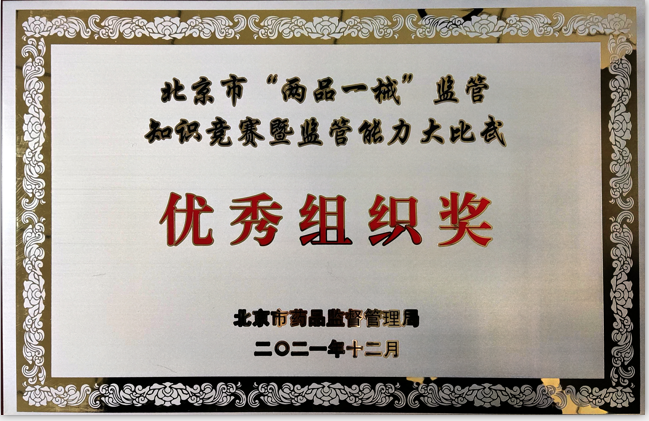 北京市“两品一械”监管
知识竞赛暨监管能力大比武
优秀组织奖
北京市药品监督管理局
二〇二一年十二月